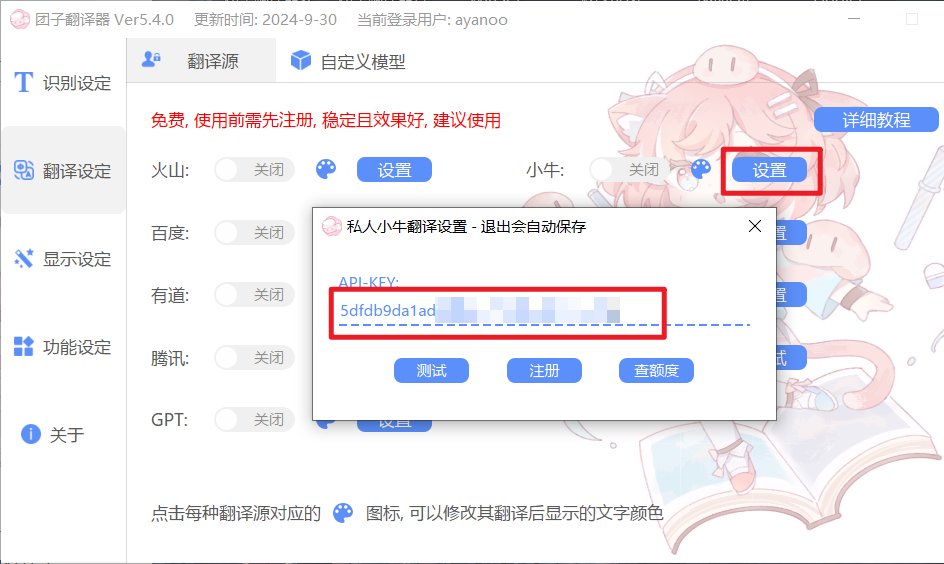 团子翻译器 Ver5.4.0 更新时间: 2024-9-30 当前登录用户: ayanoo
翻译源 自定义模型
识别设定
翻译设定
显示设定
功能设定
关于
免费, 使用前需先注册, 稳定且效果好, 建议使用
详细教程
火山: 关闭 设置 小牛: 关闭 设置
百度: 关闭
有道: 关闭
腾讯: 关闭
GPT: 关闭 设置
私人小牛翻译设置 - 退出会自动保存
API-KEY:
5dfdb9da1ad
测试 注册 查额度
点击每种翻译源对应的 图标, 可以修改其翻译后显示的文字颜色